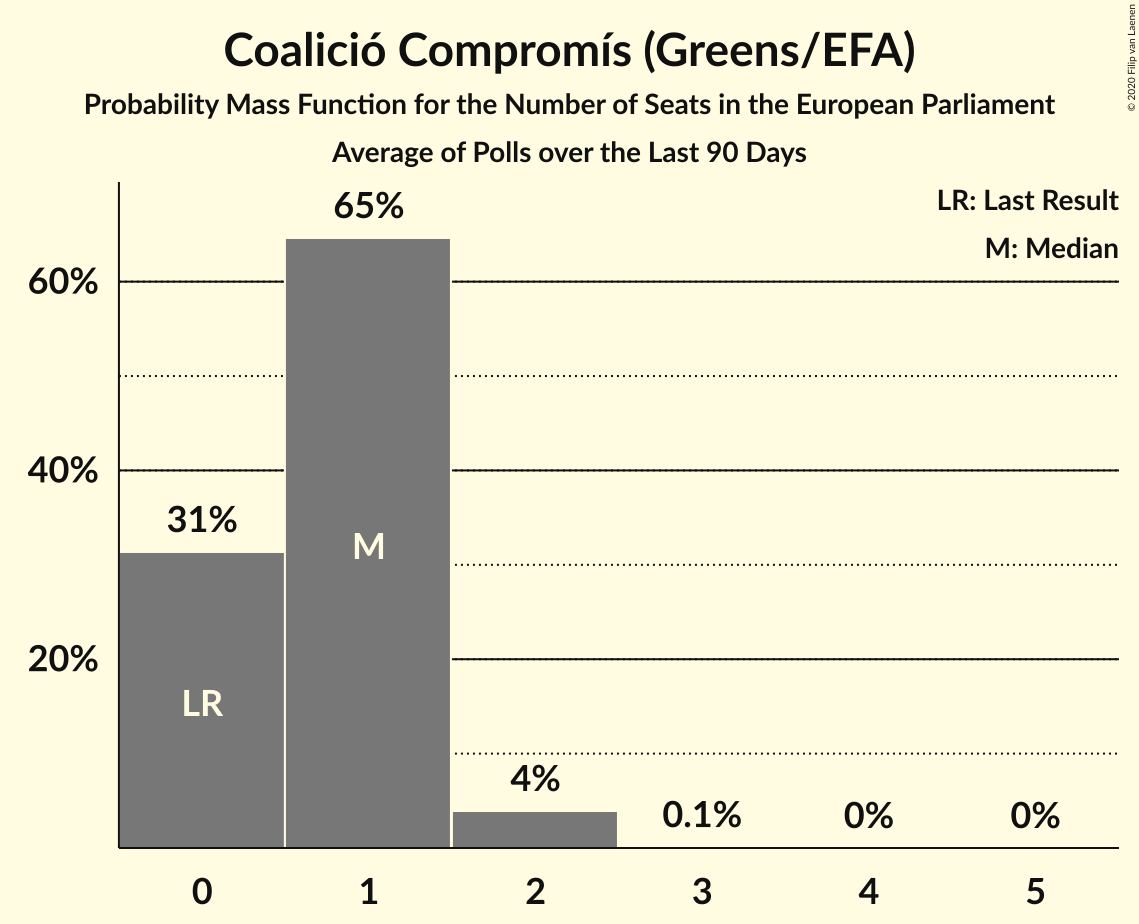 Coalició Compromís (Greens/EFA)
Probability Mass Function for the Number of Seats in the European Parliament
Average of Polls over the Last 90 Days
© 2020 Filip van Laenen
LR: Last Result
M: Median
65%
60%
40%
31%
M
20%
LR
4%
0.1%
0%
0%
0
1
2
3
4
5